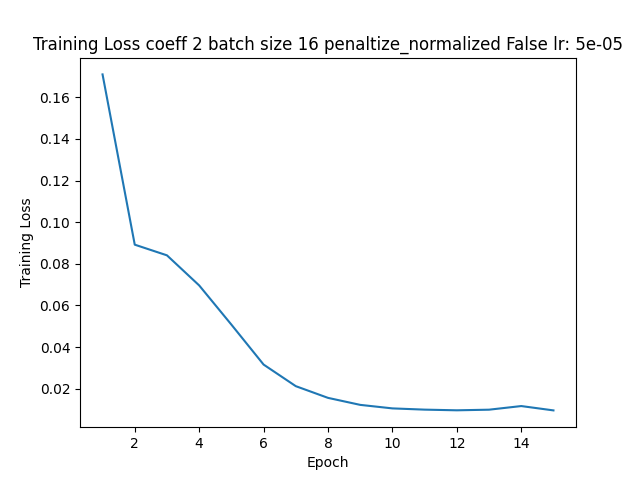 Training Loss coeff 2 batch size 16 penaltize_normalized False lr: 5e-05
Training Loss
0.16
0.14
0.12
0.10
0.08
0.06
0.04
0.02
2 4 6 8 10 12 14
Epoch